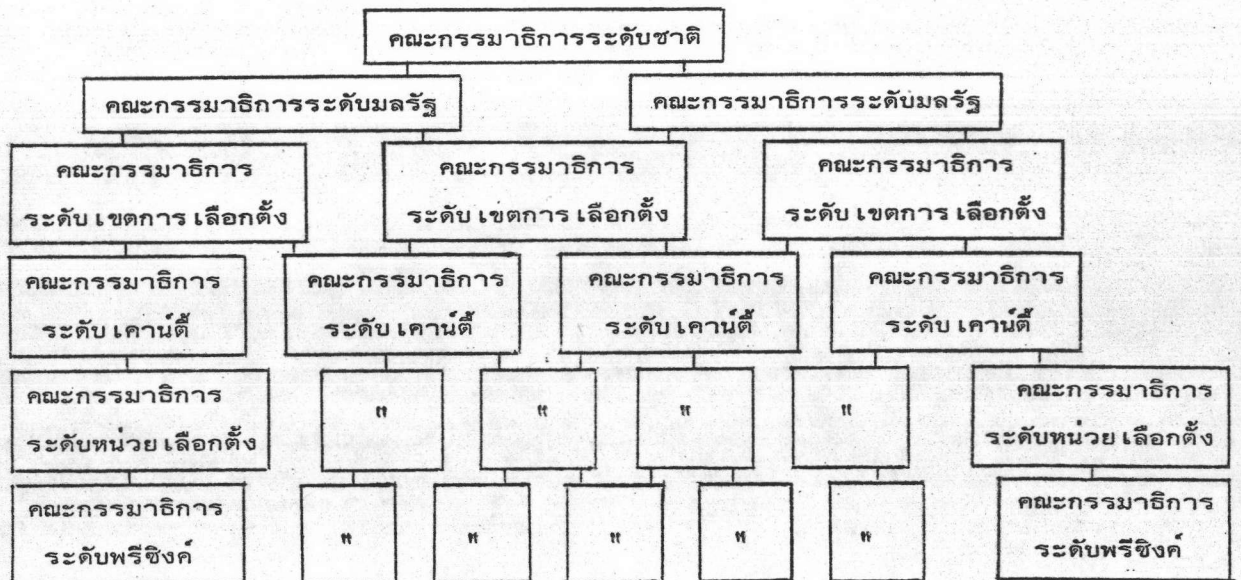 คณะกรรมาธิการระดับชาติ
คณะกรรมาธิการระดับมลรัฐ
คณะกรรมาธิการระดับมลรัฐ
คณะกรรมาธิการ
ระดับเขตการเลือกตั้ง
คณะกรรมาธิการ
ระดับเขตการเลือกตั้ง
คณะกรรมาธิการ
ระดับเขตการเลือกตั้ง
คณะกรรมาธิการ
ระดับเคาน์ตี้
คณะกรรมาธิการ
ระดับเคาน์ตี้
คณะกรรมาธิการ
ระดับเคาน์ตี้
คณะกรรมาธิการ
ระดับเคาน์ตี้
คณะกรรมาธิการ
ระดับหน่วยเลือกตั้ง
"
"
"
"
คณะกรรมาธิการ
ระดับหน่วยเลือกตั้ง
คณะกรรมาธิการ
ระดับพรีซิงค์
"
"
"
"
"
คณะกรรมาธิการ
ระดับพรีซิงค์